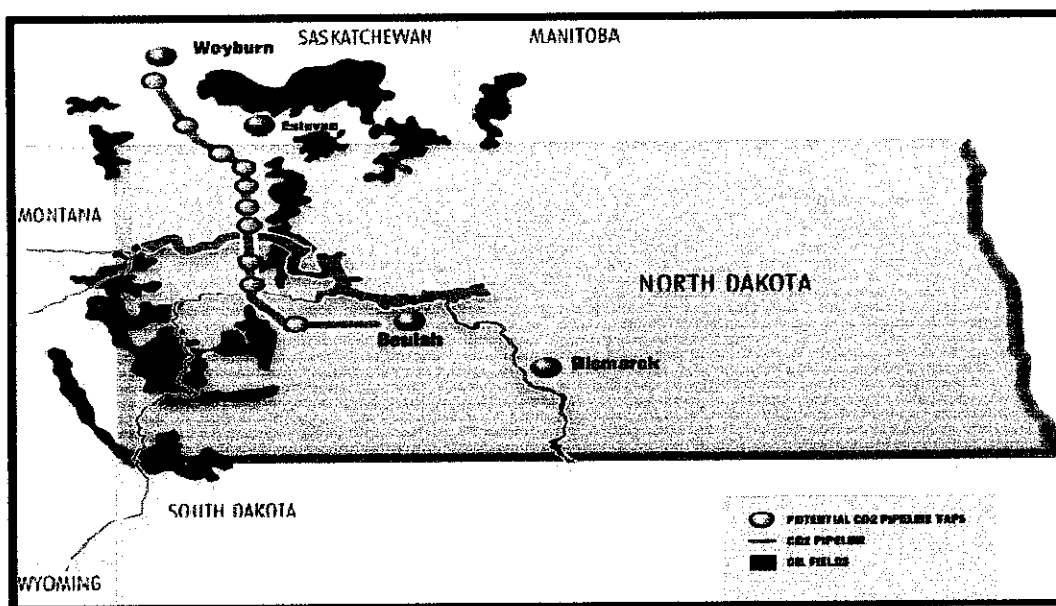 SASKATCHEWAN
MANITOBA
Weyburn
Estevan
MONTANA
NORTH DAKOTA
Beulah
Bismarck
SOUTH DAKOTA
WYOMING
POTENTIAL CO2 PIPELINE TAPS
CO2 PIPELINE
OIL FIELDS